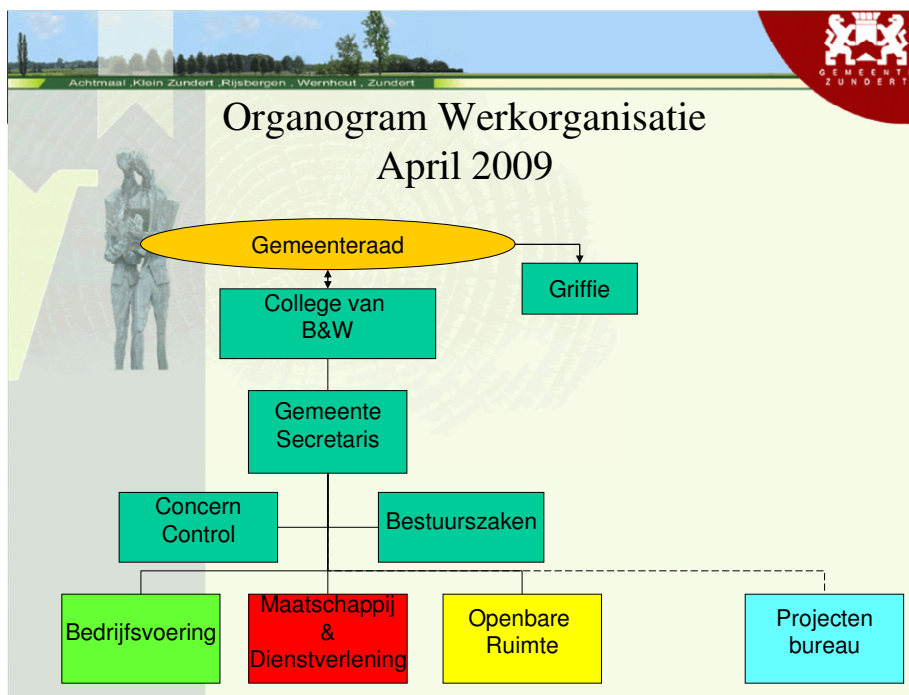 Achtmaal ,Klein Zundert ,Rijsbergen , Wernhout , Zundert
GEMEENTE
ZUNDERT
Organogram Werkorganisatie
April 2009
Gemeenteraad
Griffie
College van
B&W
Gemeente
Secretaris
Concern
Control
Bestuurszaken
Bedrijfsvoering
Maatschappij
&
Dienstverlening
Openbare
Ruimte
Projecten
bureau